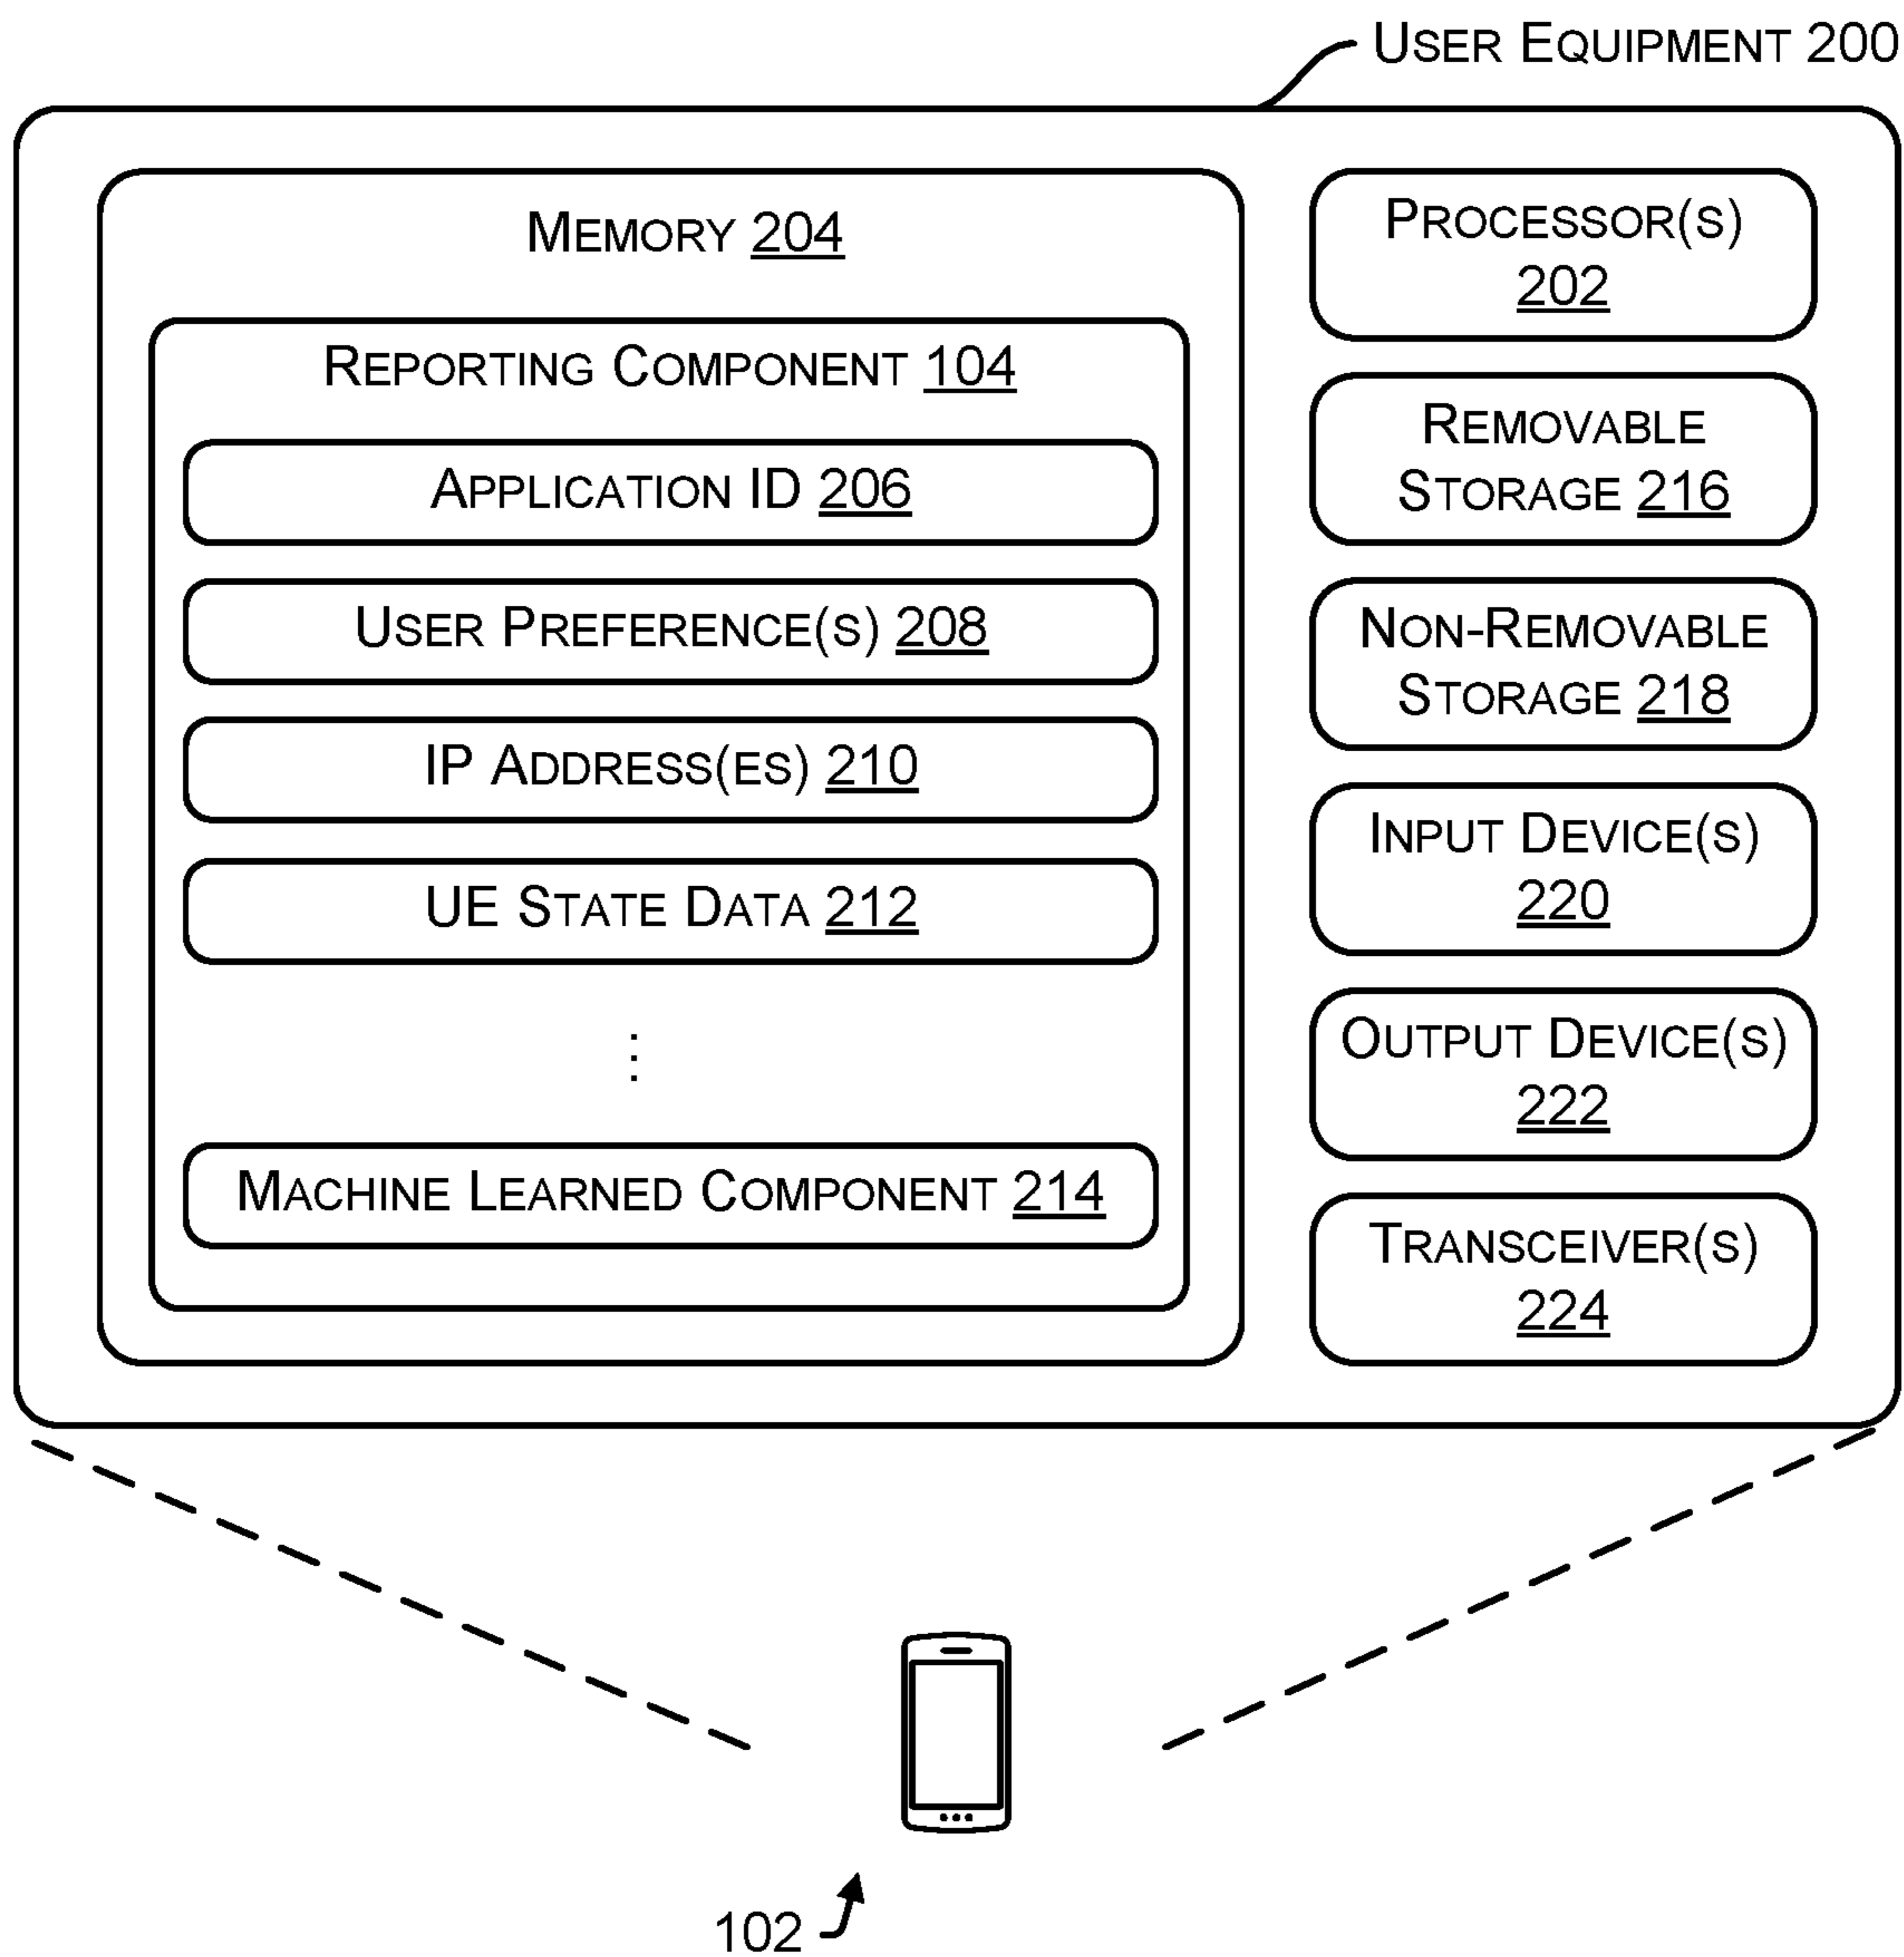 USER EQUIPMENT 200
MEMORY 204
REPORTING COMPONENT 104
APPLICATION ID 206
USER PREFERENCE(S) 208
IP ADDRESS(ES) 210
UE STATE DATA 212
⋮
MACHINE LEARNED COMPONENT 214
PROCESSOR(S)
202
REMOVABLE
STORAGE 216
NON-REMOVABLE
STORAGE 218
INPUT DEVICE(S)
220
OUTPUT DEVICE(S)
222
TRANSCEIVER(S)
224
102